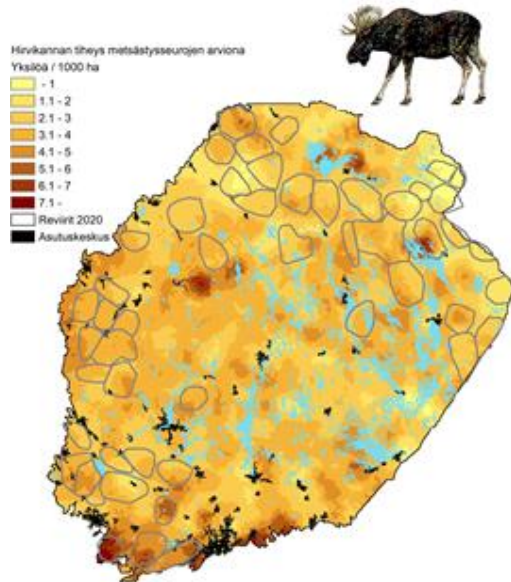 Hirvikannan tiheys metsästysseurojen arviona
Yksilöä / 1000 ha
- 1
1.1 - 2
2.1 - 3
3.1 - 4
4.1 - 5
5.1 - 6
6.1 - 7
7.1 -
Reviirit 2020
Asutuskeskus